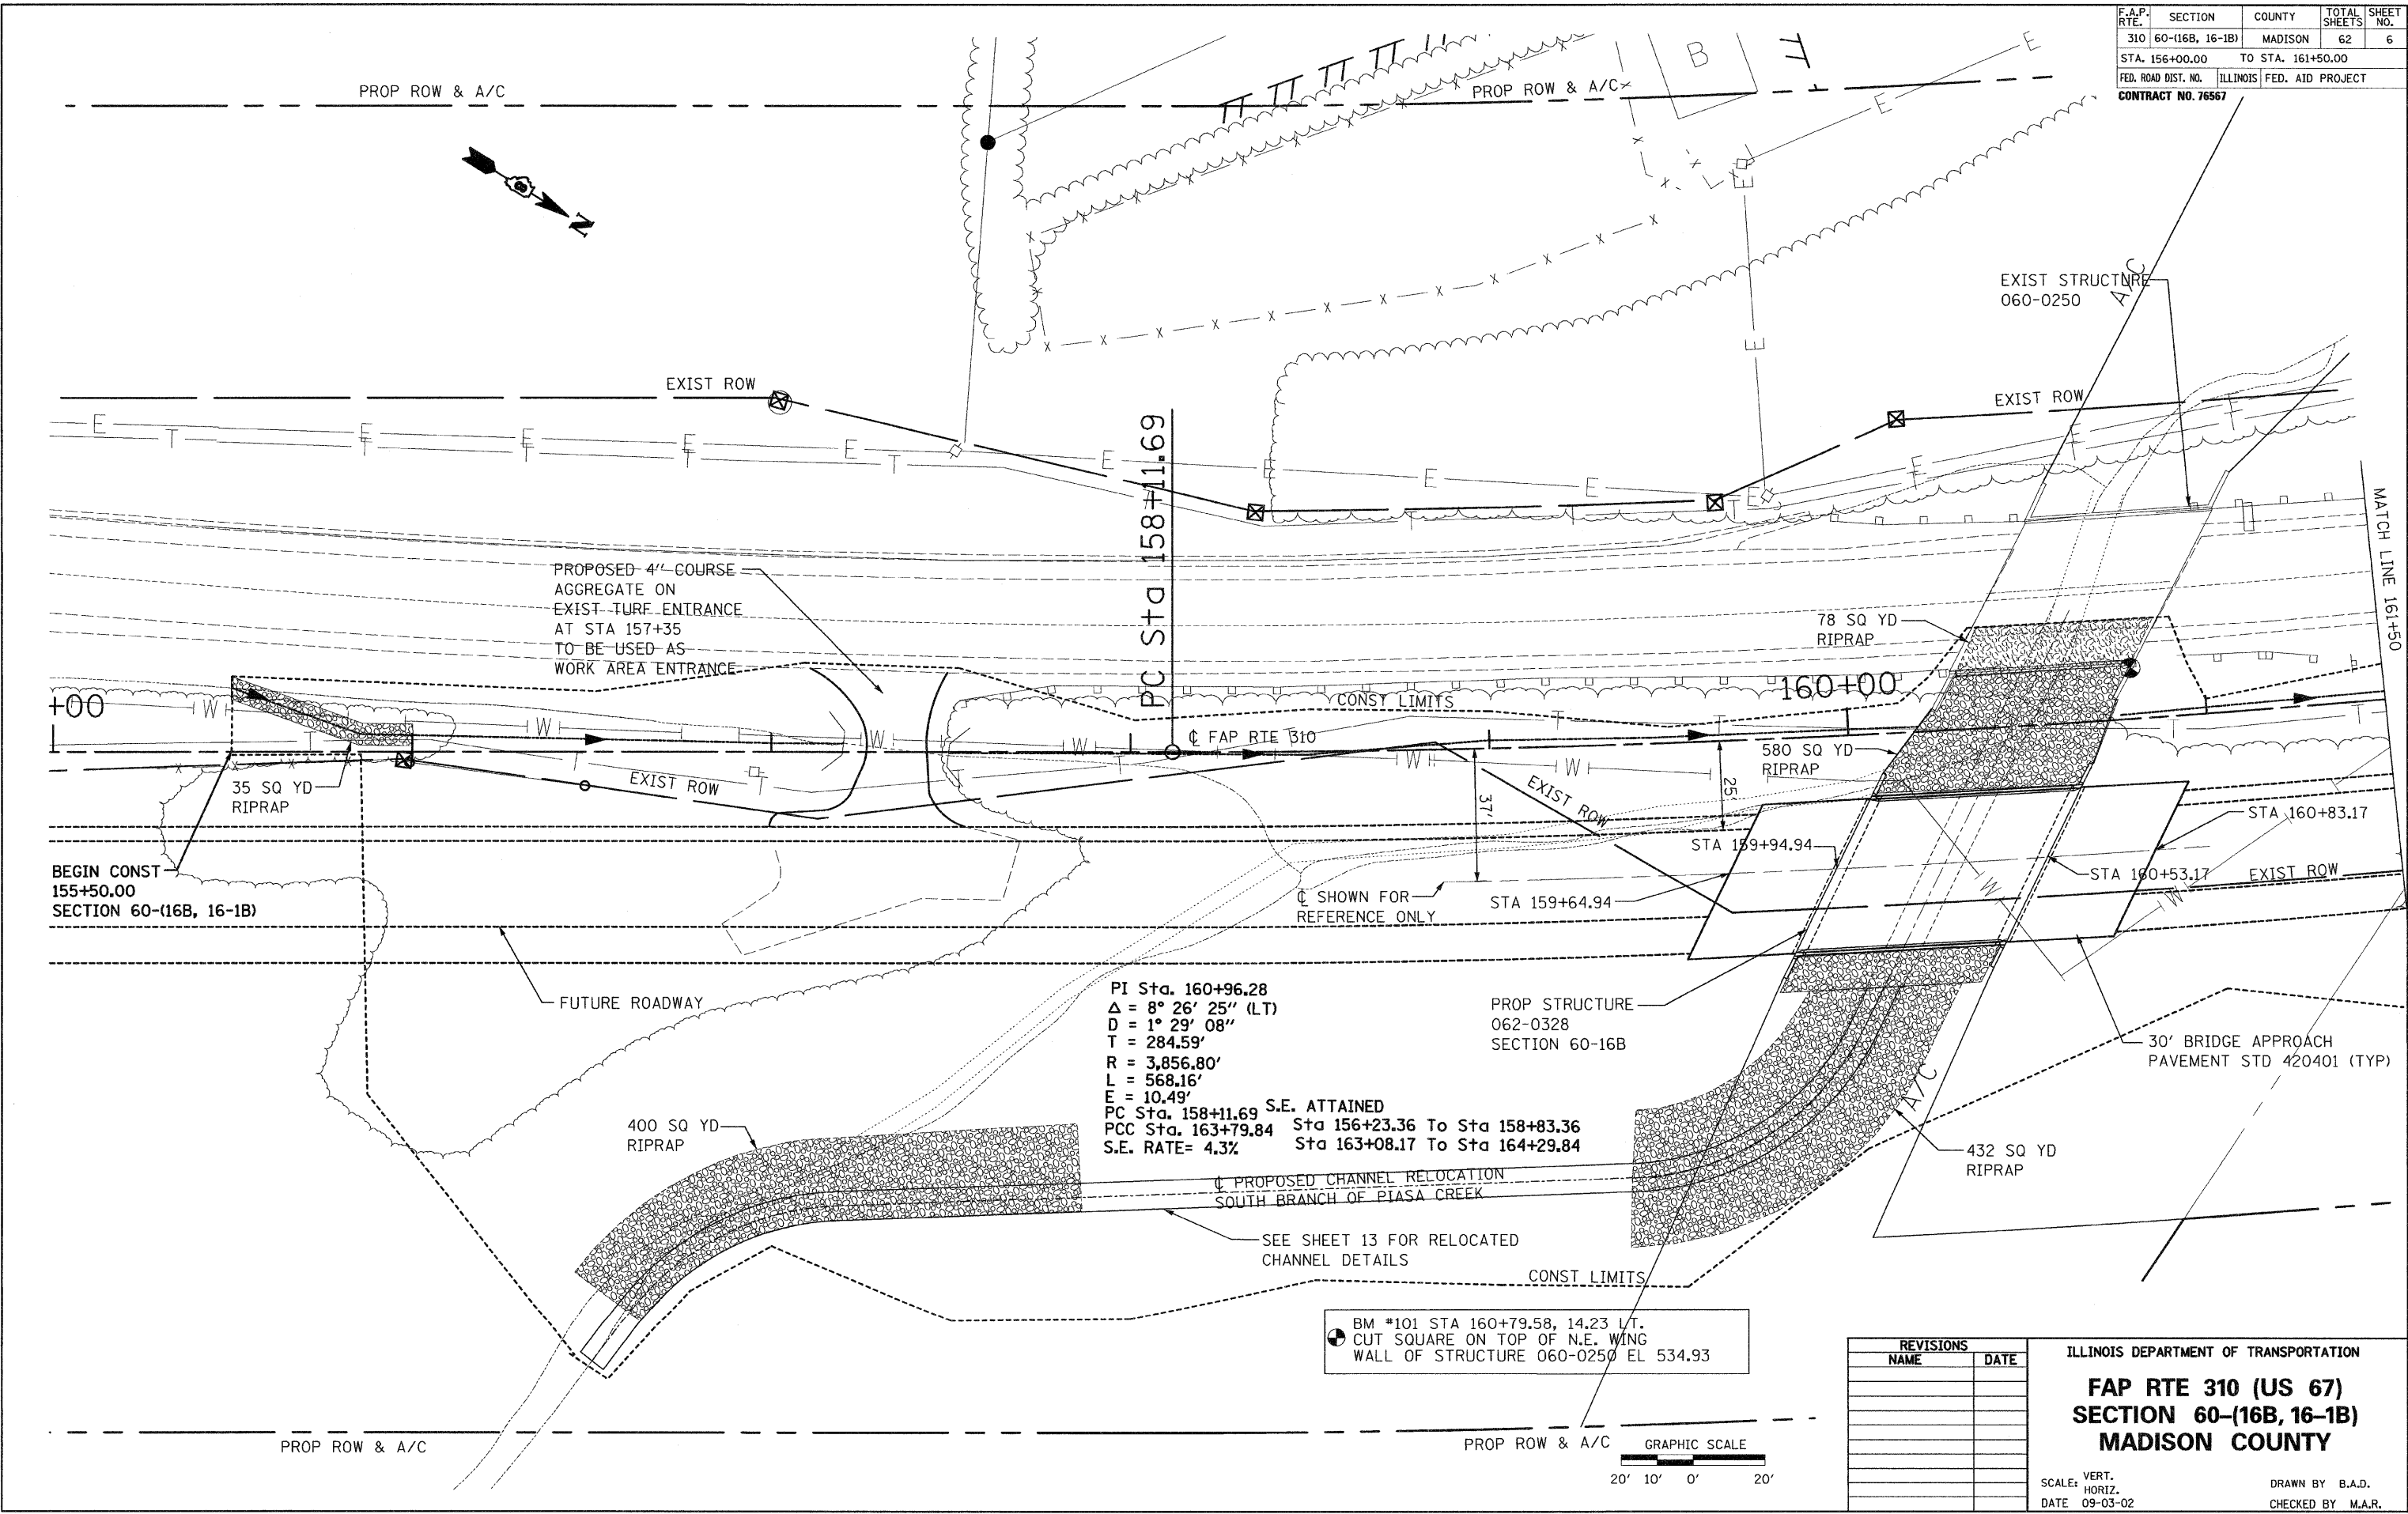 F.A.P. RTE. SECTION COUNTY TOTAL SHEETS SHEET NO.
310 60-(16B, 16-1B) MADISON 62 6
STA. 156+00.00 TO STA. 161+50.00
FED. ROAD DIST. NO. ILLINOIS FED. AID PROJECT
CONTRACT NO. 76567
PROP ROW & A/C
PROP ROW & A/C
B
N
EXIST STRUCTURE
060-0250
A/C
EXIST ROW
EXIST ROW
PC Sta 158+11.69
MATCH LINE 161+50
PROPOSED 4" COURSE
AGGREGATE ON
EXIST TURF ENTRANCE
AT STA 157+35
TO BE USED AS
WORK AREA ENTRANCE
78 SQ YD
RIPRAP
+00
CONST LIMITS
160+00
℄ FAP RTE 310
580 SQ YD
RIPRAP
35 SQ YD
RIPRAP
EXIST ROW
EXIST ROW
37'
25'
STA 160+83.17
STA 159+94.94
BEGIN CONST
155+50.00
SECTION 60-(16B, 16-1B)
℄ SHOWN FOR
REFERENCE ONLY
STA 159+64.94
STA 160+53.17
EXIST ROW
FUTURE ROADWAY
PI Sta. 160+96.28
Δ = 8° 26' 25" (LT)
D = 1° 29' 08"
T = 284.59'
R = 3,856.80'
L = 568.16'
E = 10.49'
PC Sta. 158+11.69
PCC Sta. 163+79.84
S.E. RATE= 4.3%
S.E. ATTAINED
Sta 156+23.36 To Sta 158+83.36
Sta 163+08.17 To Sta 164+29.84
PROP STRUCTURE
062-0328
SECTION 60-16B
30' BRIDGE APPROACH
PAVEMENT STD 420401 (TYP)
A/C
400 SQ YD
RIPRAP
432 SQ YD
RIPRAP
℄ PROPOSED CHANNEL RELOCATION
SOUTH BRANCH OF PIASA CREEK
SEE SHEET 13 FOR RELOCATED
CHANNEL DETAILS
CONST LIMITS
BM #101 STA 160+79.58, 14.23 LT.
CUT SQUARE ON TOP OF N.E. WING
WALL OF STRUCTURE 060-0250 EL 534.93
PROP ROW & A/C
PROP ROW & A/C
GRAPHIC SCALE
20' 10' 0' 20'
REVISIONS
NAME DATE
ILLINOIS DEPARTMENT OF TRANSPORTATION
FAP RTE 310 (US 67)
SECTION 60-(16B, 16-1B)
MADISON COUNTY
SCALE: VERT.
HORIZ.
DATE 09-03-02
DRAWN BY B.A.D.
CHECKED BY M.A.R.